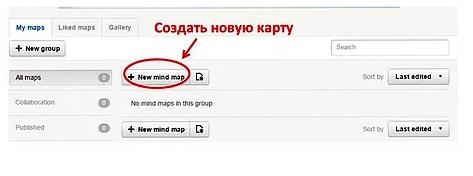 My maps Liked maps Gallery Создать новую карту
+ New group Search
All maps 0 + New mind map Sort by Last edited
Collaboration 0 No mind maps in this group
Published 0 + New mind map Sort by Last edited